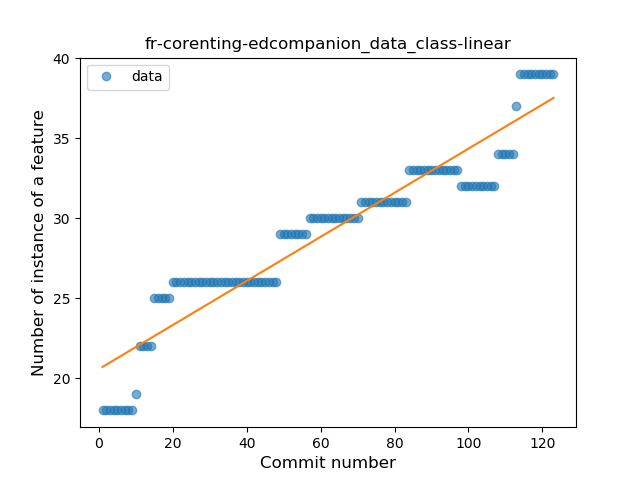 fr-corenting-edcompanion_data_class-linear
data
Number of instance of a feature
40
35
30
25
20
0 20 40 60 80 100 120
Commit number